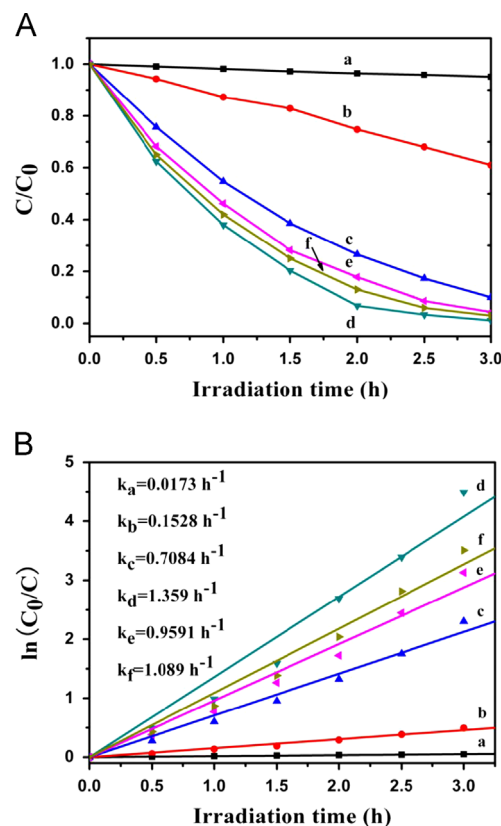 A
1.0
0.8
0.6
0.4
0.2
0.0
C/C0
a
b
c
e
f
d
0.0 0.5 1.0 1.5 2.0 2.5 3.0
Irradiation time (h)
B
5
4
3
2
1
0
ln (C0/C)
ka=0.0173 h-1
kb=0.1528 h-1
kc=0.7084 h-1
kd=1.359 h-1
ke=0.9591 h-1
kf=1.089 h-1
d
f
e
c
b
a
0.0 0.5 1.0 1.5 2.0 2.5 3.0
Irradiation time (h)